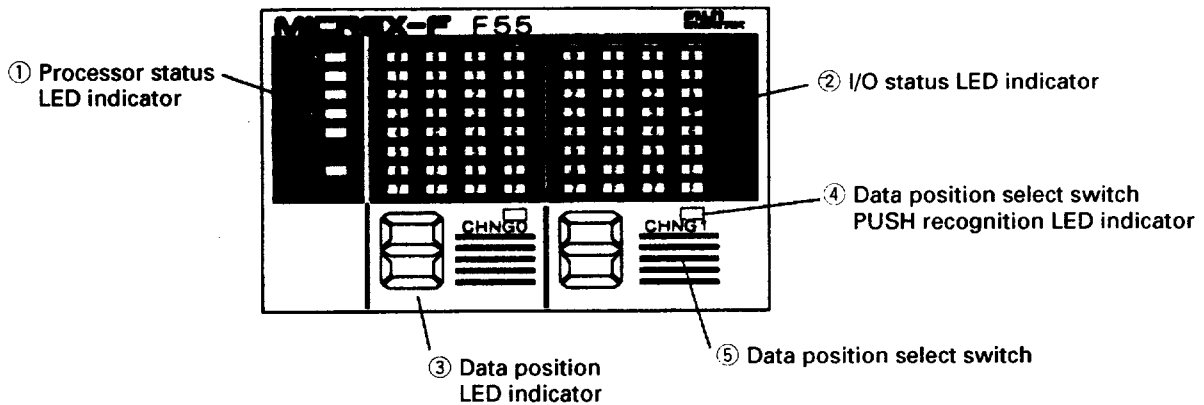 MICREX-F F55
① Processor status
LED indicator
② I/O status LED indicator
④ Data position select switch
PUSH recognition LED indicator
CHNG0
CHNG1
⑤ Data position select switch
③ Data position
LED indicator